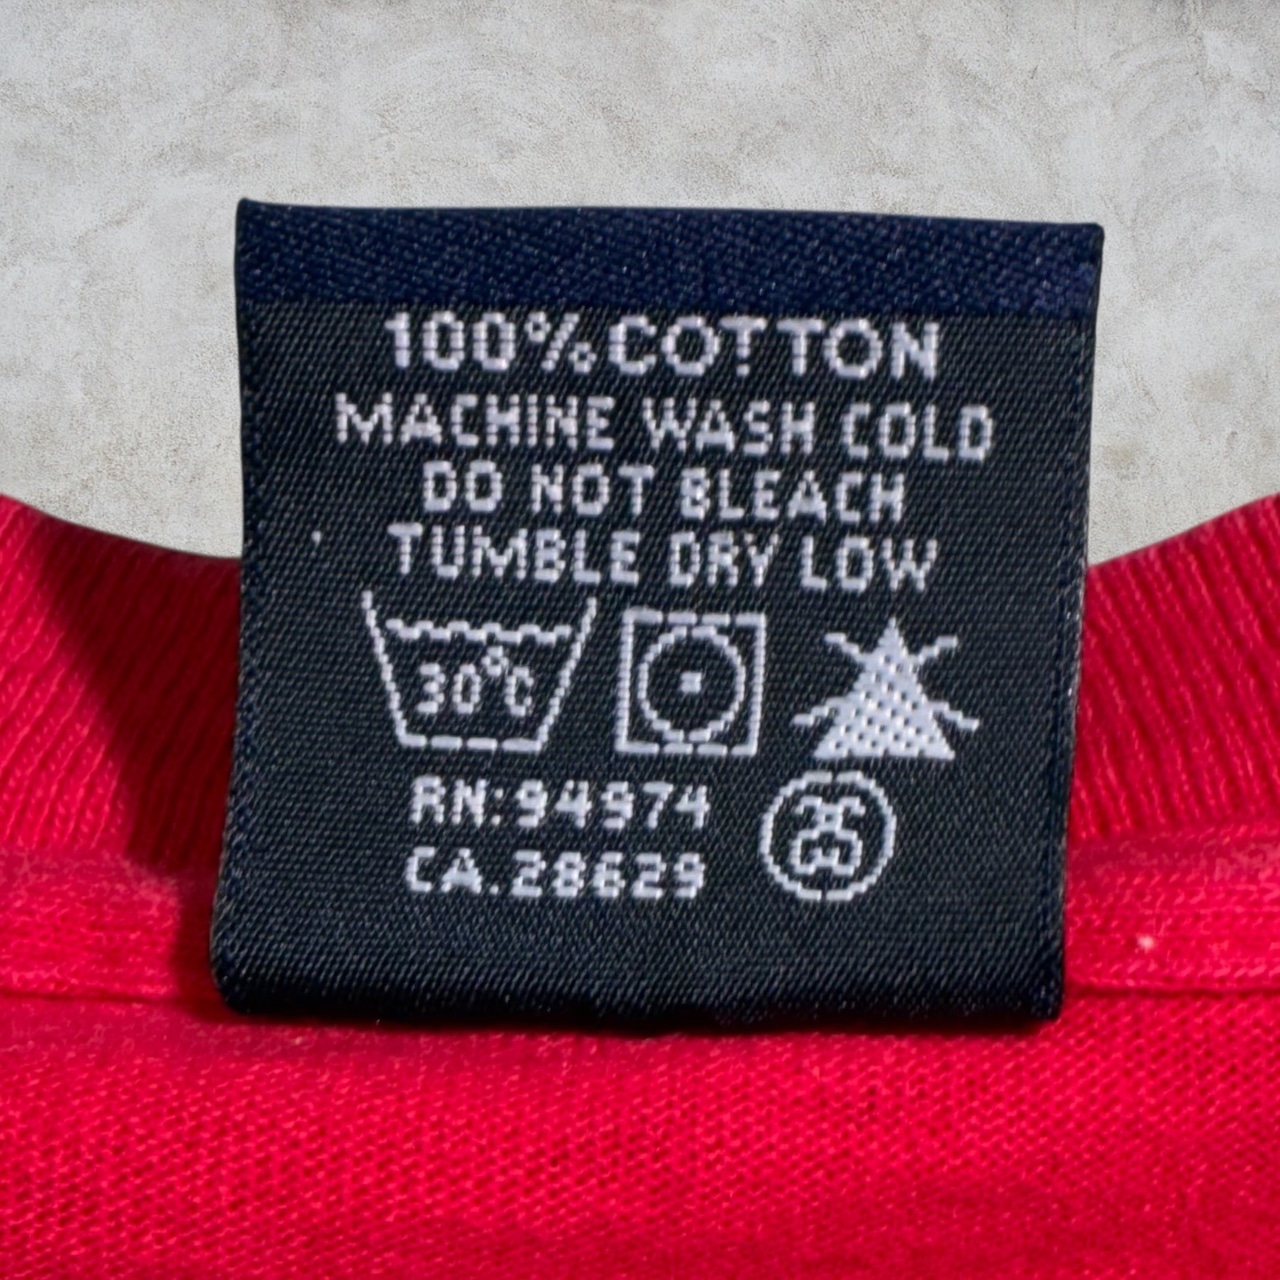 100% COTTON
MACHINE WASH COLD
DO NOT BLEACH
TUMBLE DRY LOW
30°C
RN:94974
CA.28629